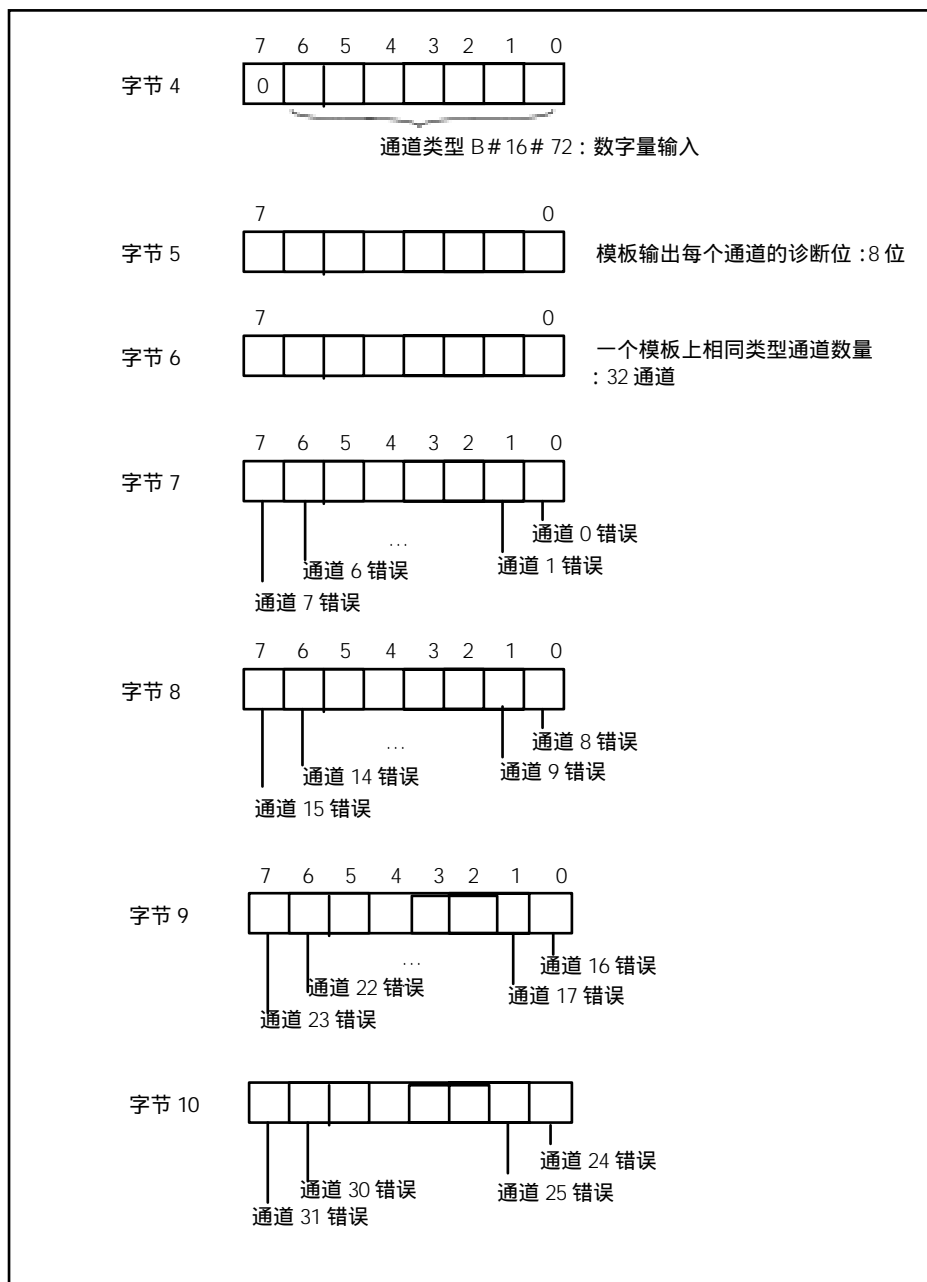 7 6 5 4 3 2 1 0
字节 4 0
通道类型 B#16# 72：数字量输入
7 0
字节 5 模板输出每个通道的诊断位：8 位
7 0
字节 6 一个模板上相同类型通道数量
：32 通道
7 6 5 4 3 2 1 0
字节 7
通道 0 错误
… 通道 1 错误
通道 6 错误
通道 7 错误
7 6 5 4 3 2 1 0
字节 8
通道 8 错误
… 通道 9 错误
通道 14 错误
通道 15 错误
7 6 5 4 3 2 1 0
字节 9
… 通道 16 错误
通道 22 错误 通道 17 错误
通道 23 错误
字节 10
通道 24 错误
通道 30 错误 通道 25 错误
通道 31 错误